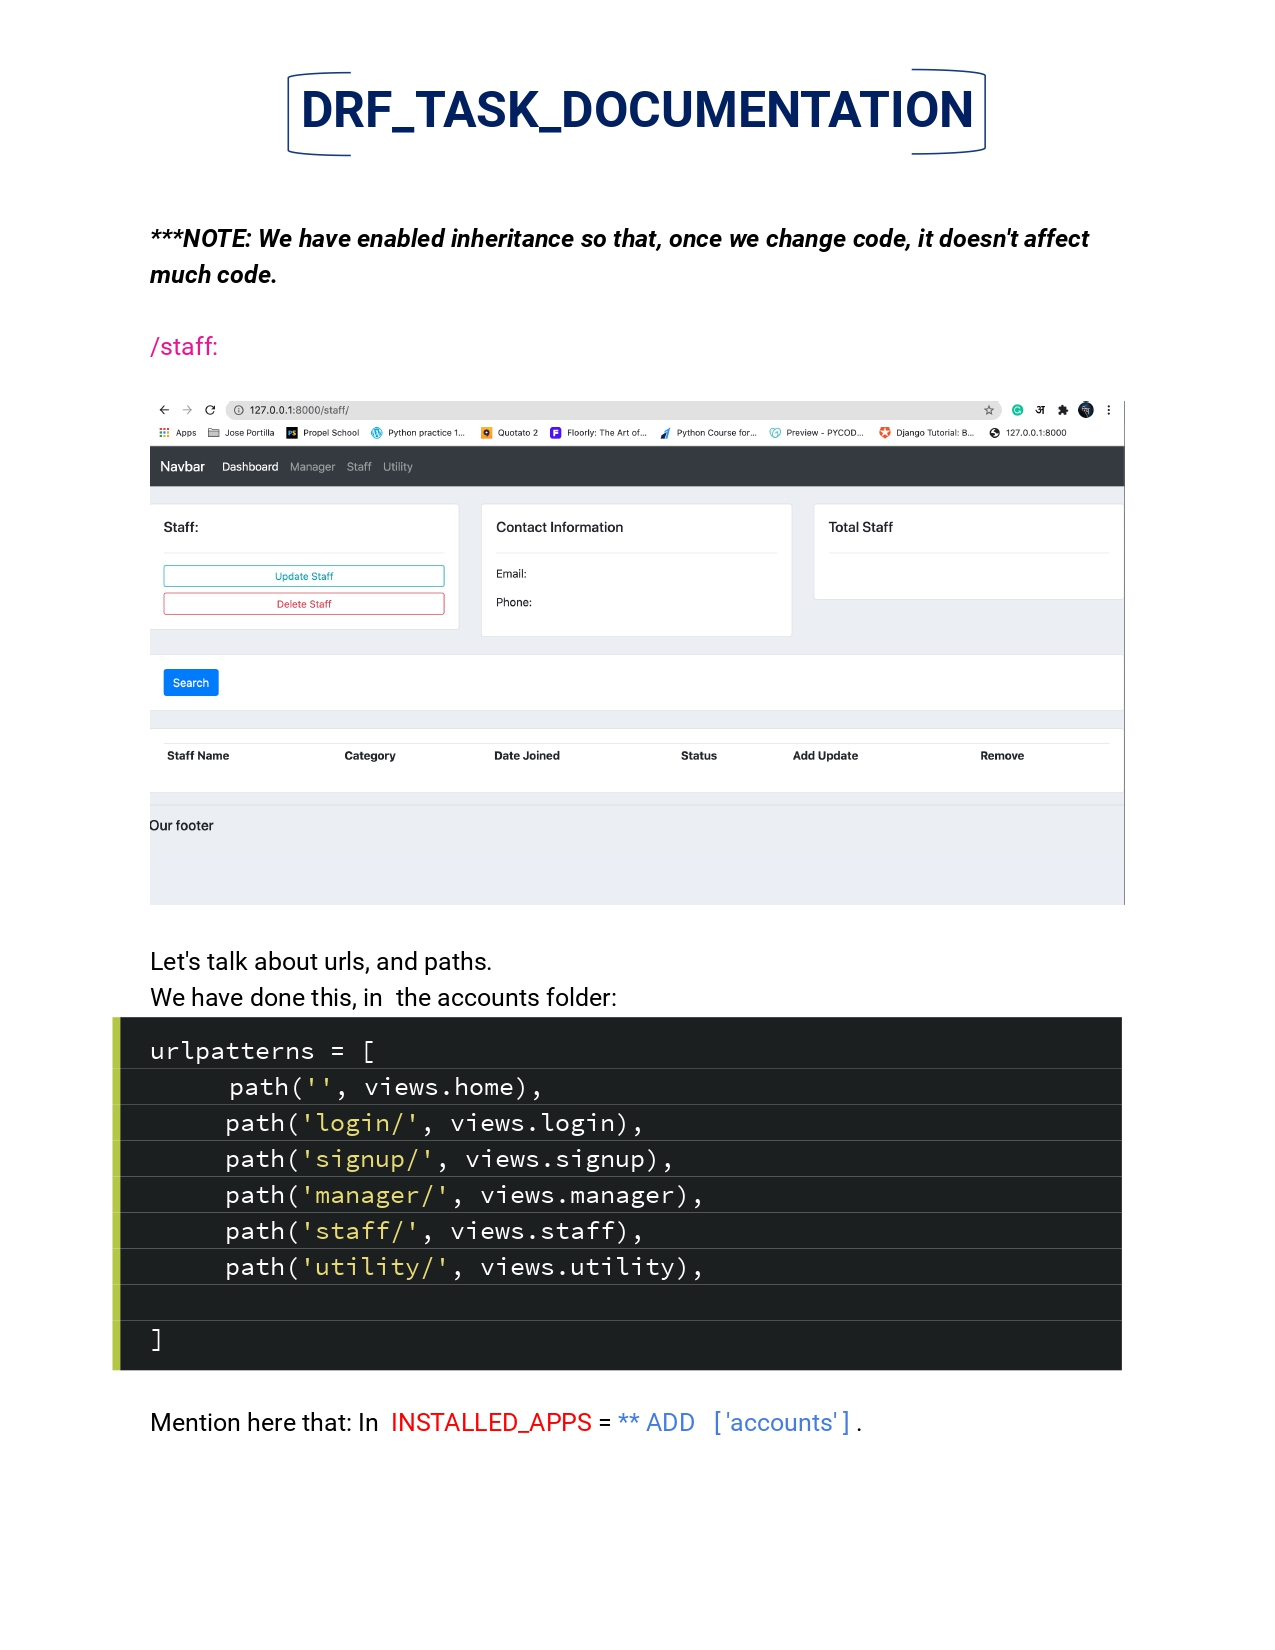 DRF_TASK_DOCUMENTATION
***NOTE: We have enabled inheritance so that, once we change code, it doesn't affect
much code.
/staff:
127.0.0.1:8000/staff/
अ
Apps Jose Portilla PS Propel School Python practice 1... Quotato 2 F Floorly: The Art of... Python Course for... Preview - PYCOD... Django Tutorial: B... 127.0.0.1:8000
Navbar Dashboard Manager Staff Utility
Staff: Contact Information Total Staff
Update Staff Email:
Delete Staff Phone:
Search
Staff Name Category Date Joined Status Add Update Remove
Our footer
Let's talk about urls, and paths.
We have done this, in  the accounts folder:
urlpatterns = [
path('', views.home),
path('login/', views.login),
path('signup/', views.signup),
path('manager/', views.manager),
path('staff/', views.staff),
path('utility/', views.utility),
]
Mention here that: In  INSTALLED_APPS = ** ADD   ['accounts'] .